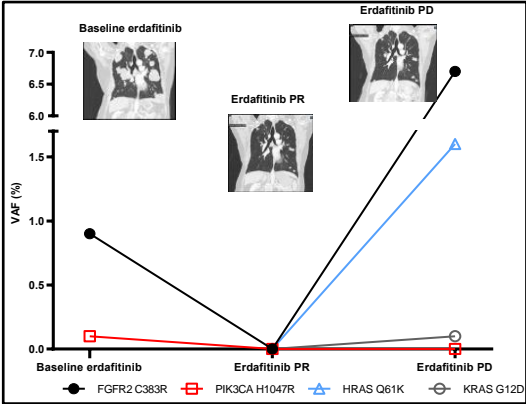 Erdafitinib PD
Baseline erdafitinib
Erdafitinib PR
7.0
6.5
6.0
1.5
1.0
0.5
0.0
VAF (%)
Baseline erdafitinib Erdafitinib PR Erdafitinib PD
FGFR2 C383R PIK3CA H1047R HRAS Q61K KRAS G12D